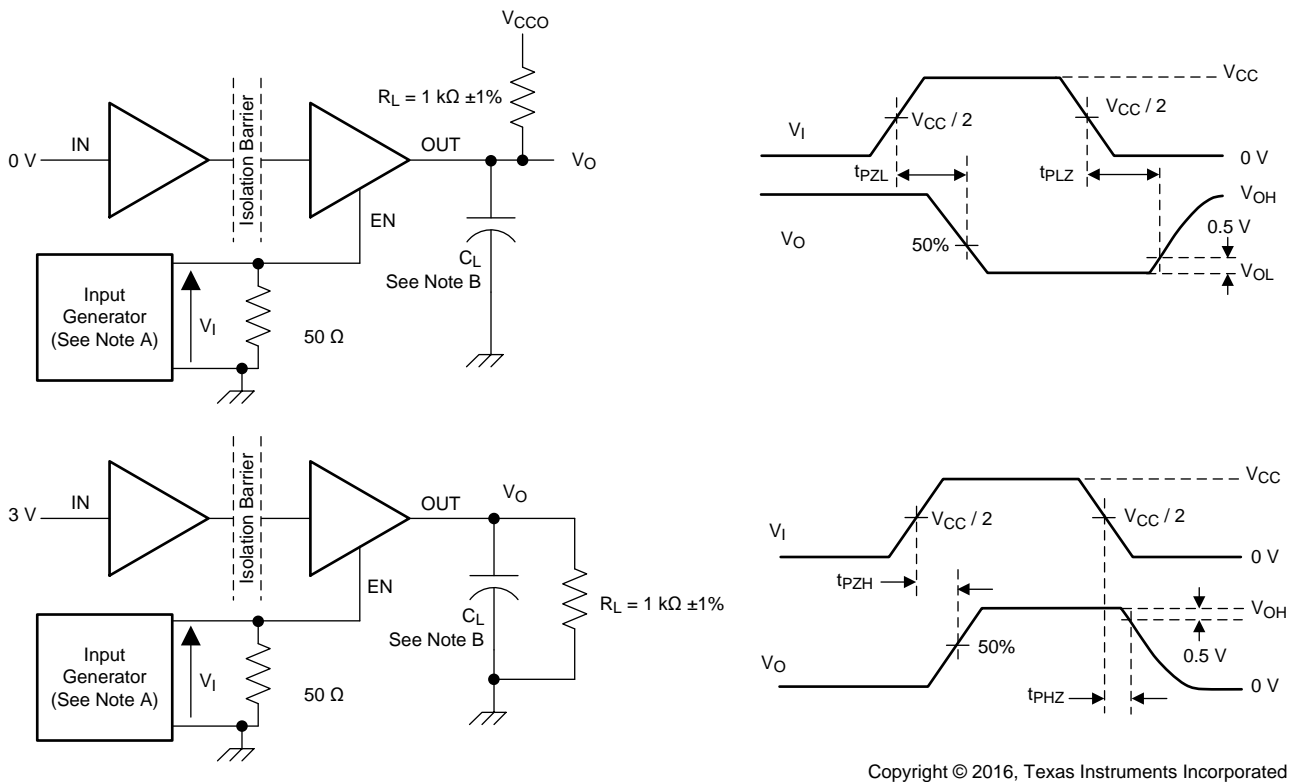 VCCO
RL = 1 kΩ ±1%
IN
0 V
Isolation Barrier
OUT
VO
EN
CL
See Note B
Input
Generator
(See Note A)
VI
50 Ω
VCC
VI
VCC / 2
VCC / 2
0 V
tPZL
tPLZ
VOH
0.5 V
VO
50%
VOL
IN
3 V
Isolation Barrier
OUT
VO
EN
CL
See Note B
RL = 1 kΩ ±1%
Input
Generator
(See Note A)
VI
50 Ω
VCC
VI
VCC / 2
VCC / 2
0 V
tPZH
VOH
0.5 V
50%
VO
tPHZ
0 V
Copyright © 2016, Texas Instruments Incorporated